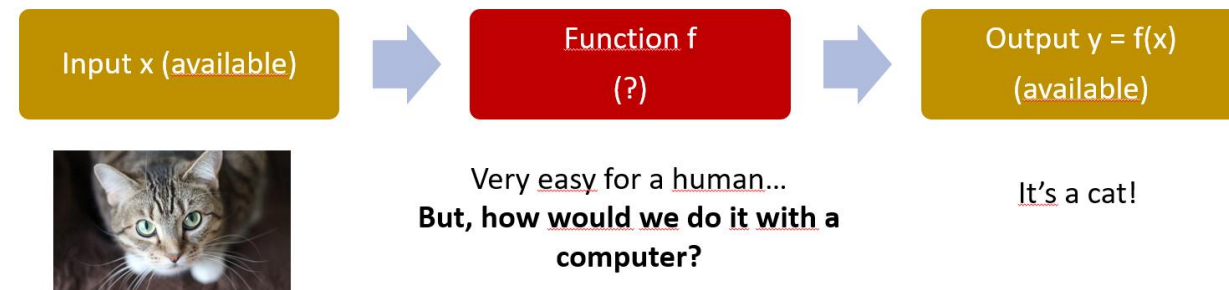 Input x (available)
Function f
(?)
Output y = f(x)
(available)
Very easy for a human...
But, how would we do it with a
computer?
It's a cat!